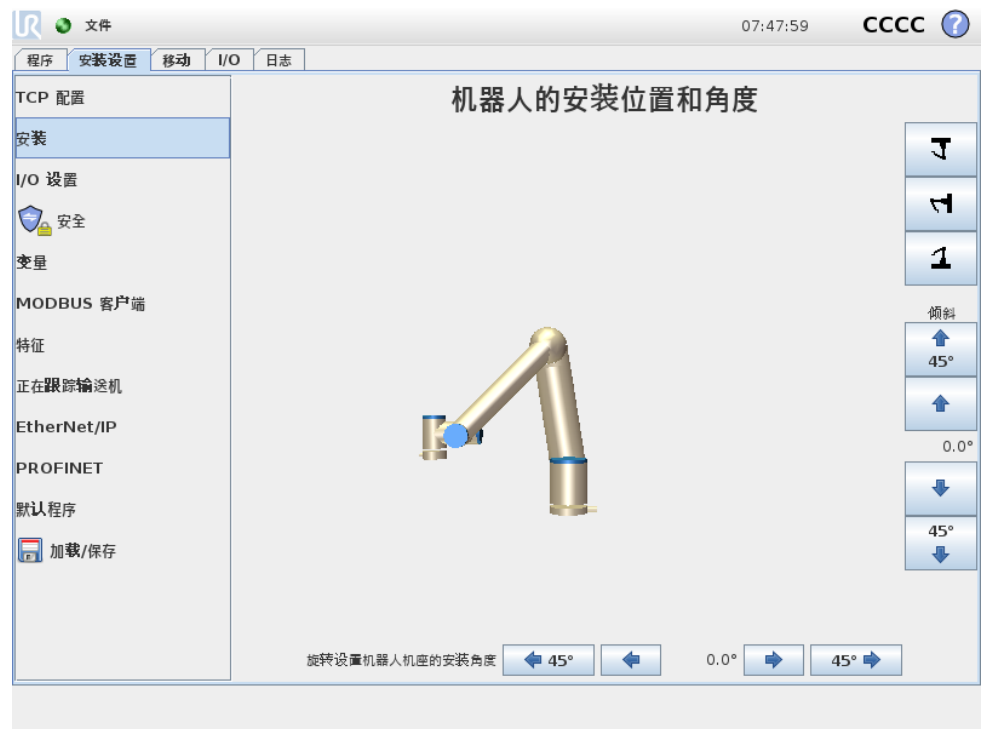 UR 文件 07:47:59 CCCC ?
程序 安装设置 移动 I/O 日志
TCP 配置
安装
I/O 设置
安全
变量
MODBUS 客户端
特征
正在跟踪输送机
EtherNet/IP
PROFINET
默认程序
加载/保存
机器人的安装位置和角度
倾斜
45°
0.0°
45°
旋转设置机器人机座的安装角度 45° 0.0° 45°